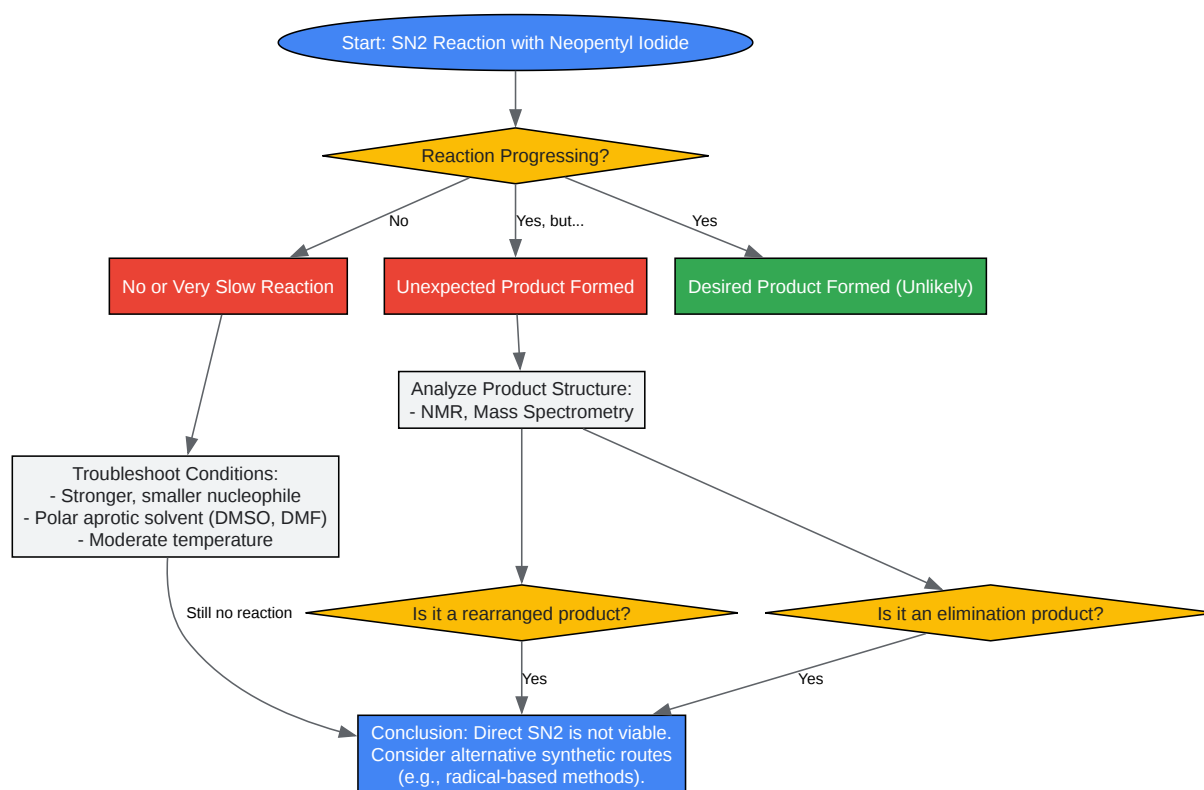 Start: SN2 Reaction with Neopentyl Iodide
Reaction Progressing?
No
Yes, but...
Yes
No or Very Slow Reaction
Unexpected Product Formed
Desired Product Formed (Unlikely)
Analyze Product Structure:
- NMR, Mass Spectrometry
Troubleshoot Conditions:
- Stronger, smaller nucleophile
- Polar aprotic solvent (DMSO, DMF)
- Moderate temperature
Still no reaction
Is it a rearranged product?
Is it an elimination product?
Yes
Yes
Conclusion: Direct SN2 is not viable.
Consider alternative synthetic routes
(e.g., radical-based methods).